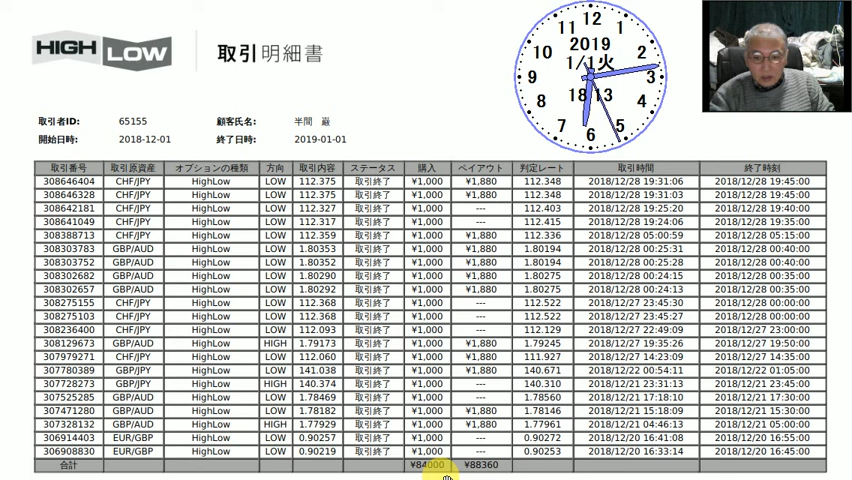 HIGH LOW 取引明細書
12
11 1
10 2019 2
1/1火
9 3
18 13
8 4
7 5
6
取引者ID: 65155 顧客氏名: 半間 巌
開始日時: 2018-12-01 終了日時: 2019-01-01
取引番号 取引原資産 オプションの種類 方向 取引内容 ステータス 購入 ペイアウト 判定レート 取引時間 終了時刻
308646404 CHF/JPY HighLow LOW 112.375 取引終了 ¥1,000 ¥1,880 112.348 2018/12/28 19:31:06 2018/12/28 19:45:00
308646328 CHF/JPY HighLow LOW 112.375 取引終了 ¥1,000 ¥1,880 112.348 2018/12/28 19:31:03 2018/12/28 19:45:00
308642181 CHF/JPY HighLow LOW 112.327 取引終了 ¥1,000 --- 112.403 2018/12/28 19:25:20 2018/12/28 19:40:00
308641049 CHF/JPY HighLow LOW 112.317 取引終了 ¥1,000 --- 112.415 2018/12/28 19:24:06 2018/12/28 19:35:00
308388713 CHF/JPY HighLow LOW 112.359 取引終了 ¥1,000 ¥1,880 112.336 2018/12/28 05:00:59 2018/12/28 05:15:00
308303783 GBP/AUD HighLow LOW 1.80353 取引終了 ¥1,000 ¥1,880 1.80194 2018/12/28 00:25:31 2018/12/28 00:40:00
308303752 GBP/AUD HighLow LOW 1.80352 取引終了 ¥1,000 ¥1,880 1.80194 2018/12/28 00:25:28 2018/12/28 00:40:00
308302682 GBP/AUD HighLow LOW 1.80290 取引終了 ¥1,000 ¥1,880 1.80275 2018/12/28 00:24:15 2018/12/28 00:35:00
308302657 GBP/AUD HighLow LOW 1.80292 取引終了 ¥1,000 ¥1,880 1.80275 2018/12/28 00:24:13 2018/12/28 00:35:00
308275155 CHF/JPY HighLow LOW 112.368 取引終了 ¥1,000 --- 112.522 2018/12/27 23:45:30 2018/12/28 00:00:00
308275103 CHF/JPY HighLow LOW 112.368 取引終了 ¥1,000 --- 112.522 2018/12/27 23:45:27 2018/12/28 00:00:00
308236400 CHF/JPY HighLow LOW 112.093 取引終了 ¥1,000 --- 112.129 2018/12/27 22:49:09 2018/12/27 23:00:00
308129673 GBP/AUD HighLow HIGH 1.79173 取引終了 ¥1,000 ¥1,880 1.79245 2018/12/27 19:35:26 2018/12/27 19:50:00
307979271 CHF/JPY HighLow LOW 112.060 取引終了 ¥1,000 ¥1,880 111.927 2018/12/27 14:23:09 2018/12/27 14:35:00
307780389 GBP/JPY HighLow LOW 141.038 取引終了 ¥1,000 ¥1,880 140.671 2018/12/22 00:54:11 2018/12/22 01:05:00
307728273 GBP/JPY HighLow HIGH 140.374 取引終了 ¥1,000 --- 140.310 2018/12/21 23:31:13 2018/12/21 23:45:00
307525285 GBP/AUD HighLow LOW 1.78469 取引終了 ¥1,000 --- 1.78560 2018/12/21 17:18:10 2018/12/21 17:30:00
307471280 GBP/AUD HighLow LOW 1.78182 取引終了 ¥1,000 ¥1,880 1.78146 2018/12/21 15:18:09 2018/12/21 15:30:00
307328132 GBP/AUD HighLow HIGH 1.77929 取引終了 ¥1,000 ¥1,880 1.77961 2018/12/21 04:46:13 2018/12/21 05:00:00
306914403 EUR/GBP HighLow LOW 0.90257 取引終了 ¥1,000 --- 0.90272 2018/12/20 16:41:08 2018/12/20 16:55:00
306908830 EUR/GBP HighLow LOW 0.90219 取引終了 ¥1,000 --- 0.90253 2018/12/20 16:33:14 2018/12/20 16:45:00
合計 ¥84000 ¥88360